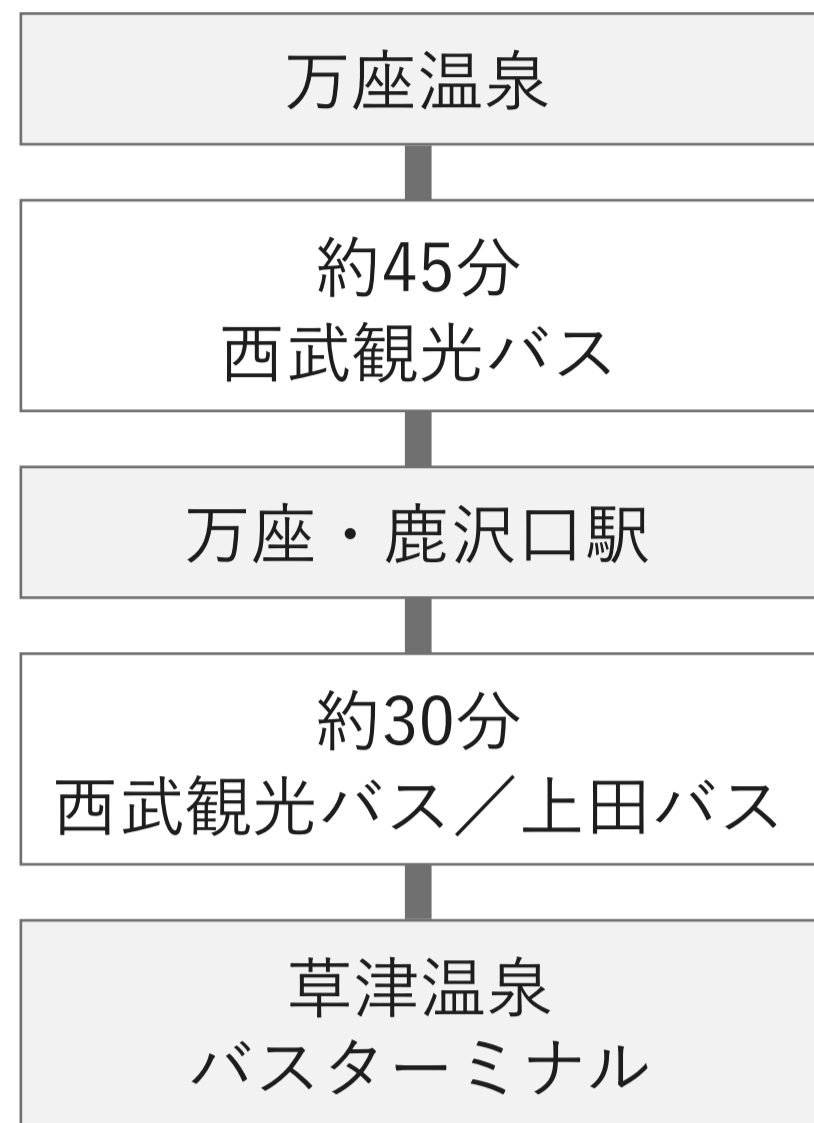 万座温泉
約45分
西武観光バス
万座・鹿沢口駅
約30分
西武観光バス／上田バス
草津温泉
バスターミナル